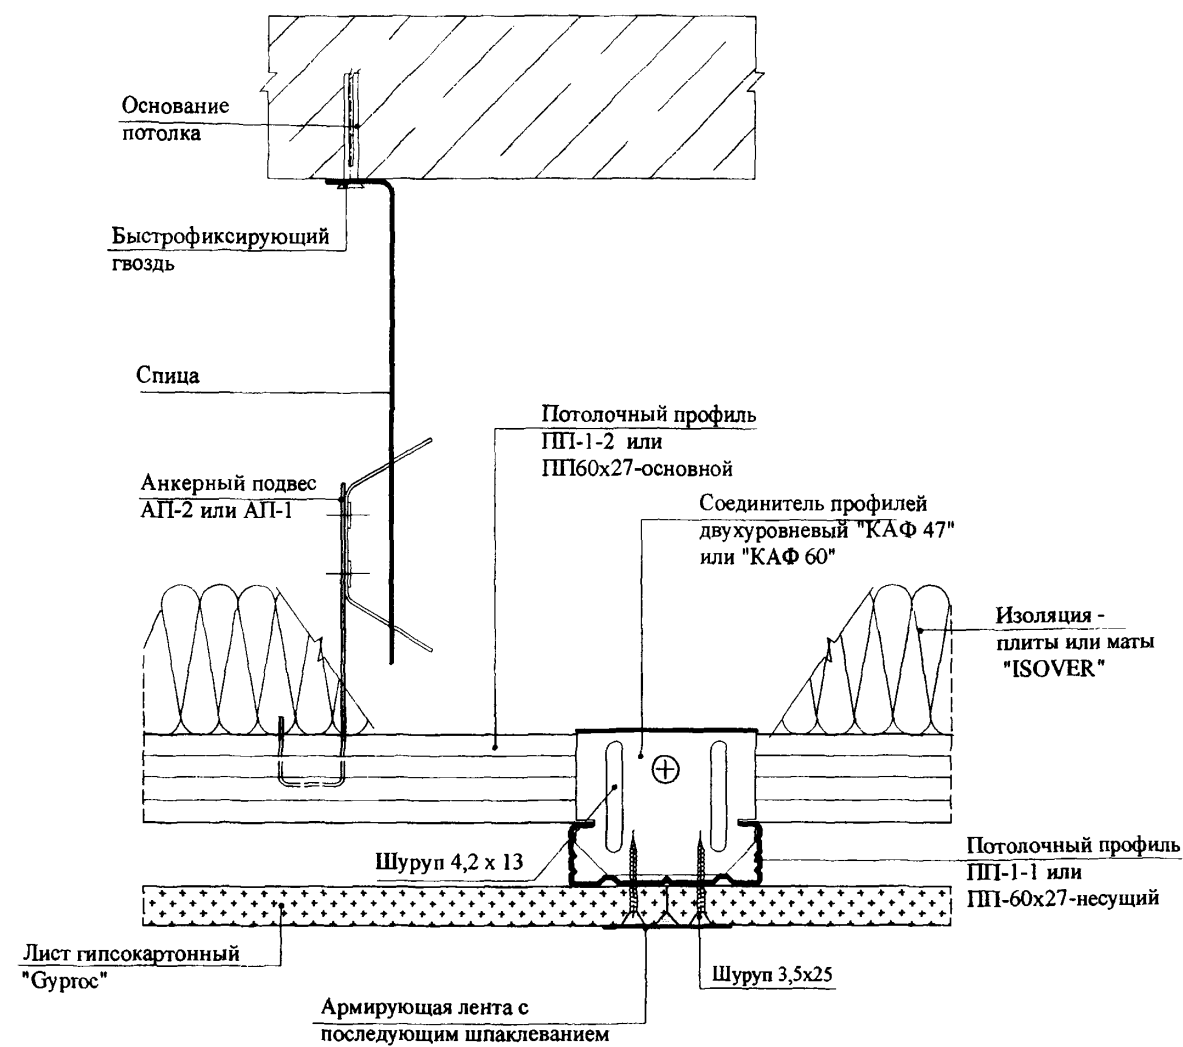 Основание
потолка
Быстрофиксирующий
гвоздь
Спица
Потолочный профиль
ПП-1-2 или
ПП60х27-основной
Анкерный подвес
АП-2 или АП-1
Соединитель профилей
двухуровневый "КАФ 47"
или "КАФ 60"
Изоляция -
плиты или маты
"ISOVER"
Шуруп 4,2 х 13
Потолочный профиль
ПП-1-1 или
ПП-60х27-несущий
Лист гипсокартонный
"Gyproc"
Шуруп 3,5х25
Армирующая лента с
последующим шпаклеванием